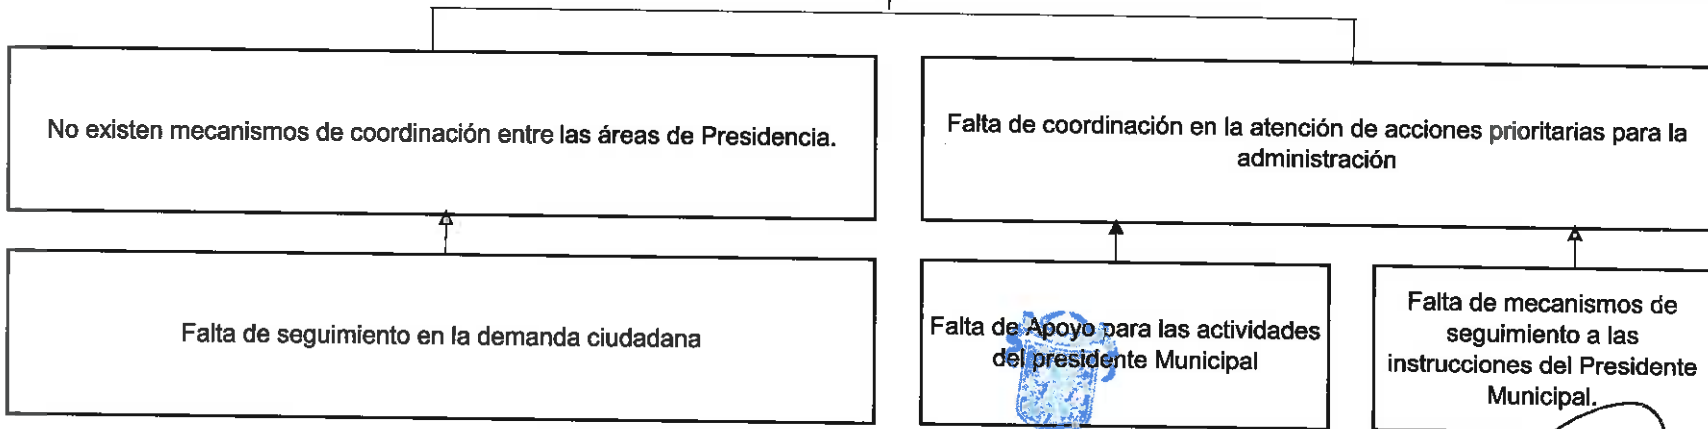 No existen mecanismos de coordinación entre las áreas de Presidencia.
Falta de coordinación en la atención de acciones prioritarias para la
administración
Falta de seguimiento en la demanda ciudadana
Falta de Apoyo para las actividades
del presidente Municipal
Falta de mecanismos de
seguimiento a las
instrucciones del Presidente
Municipal.